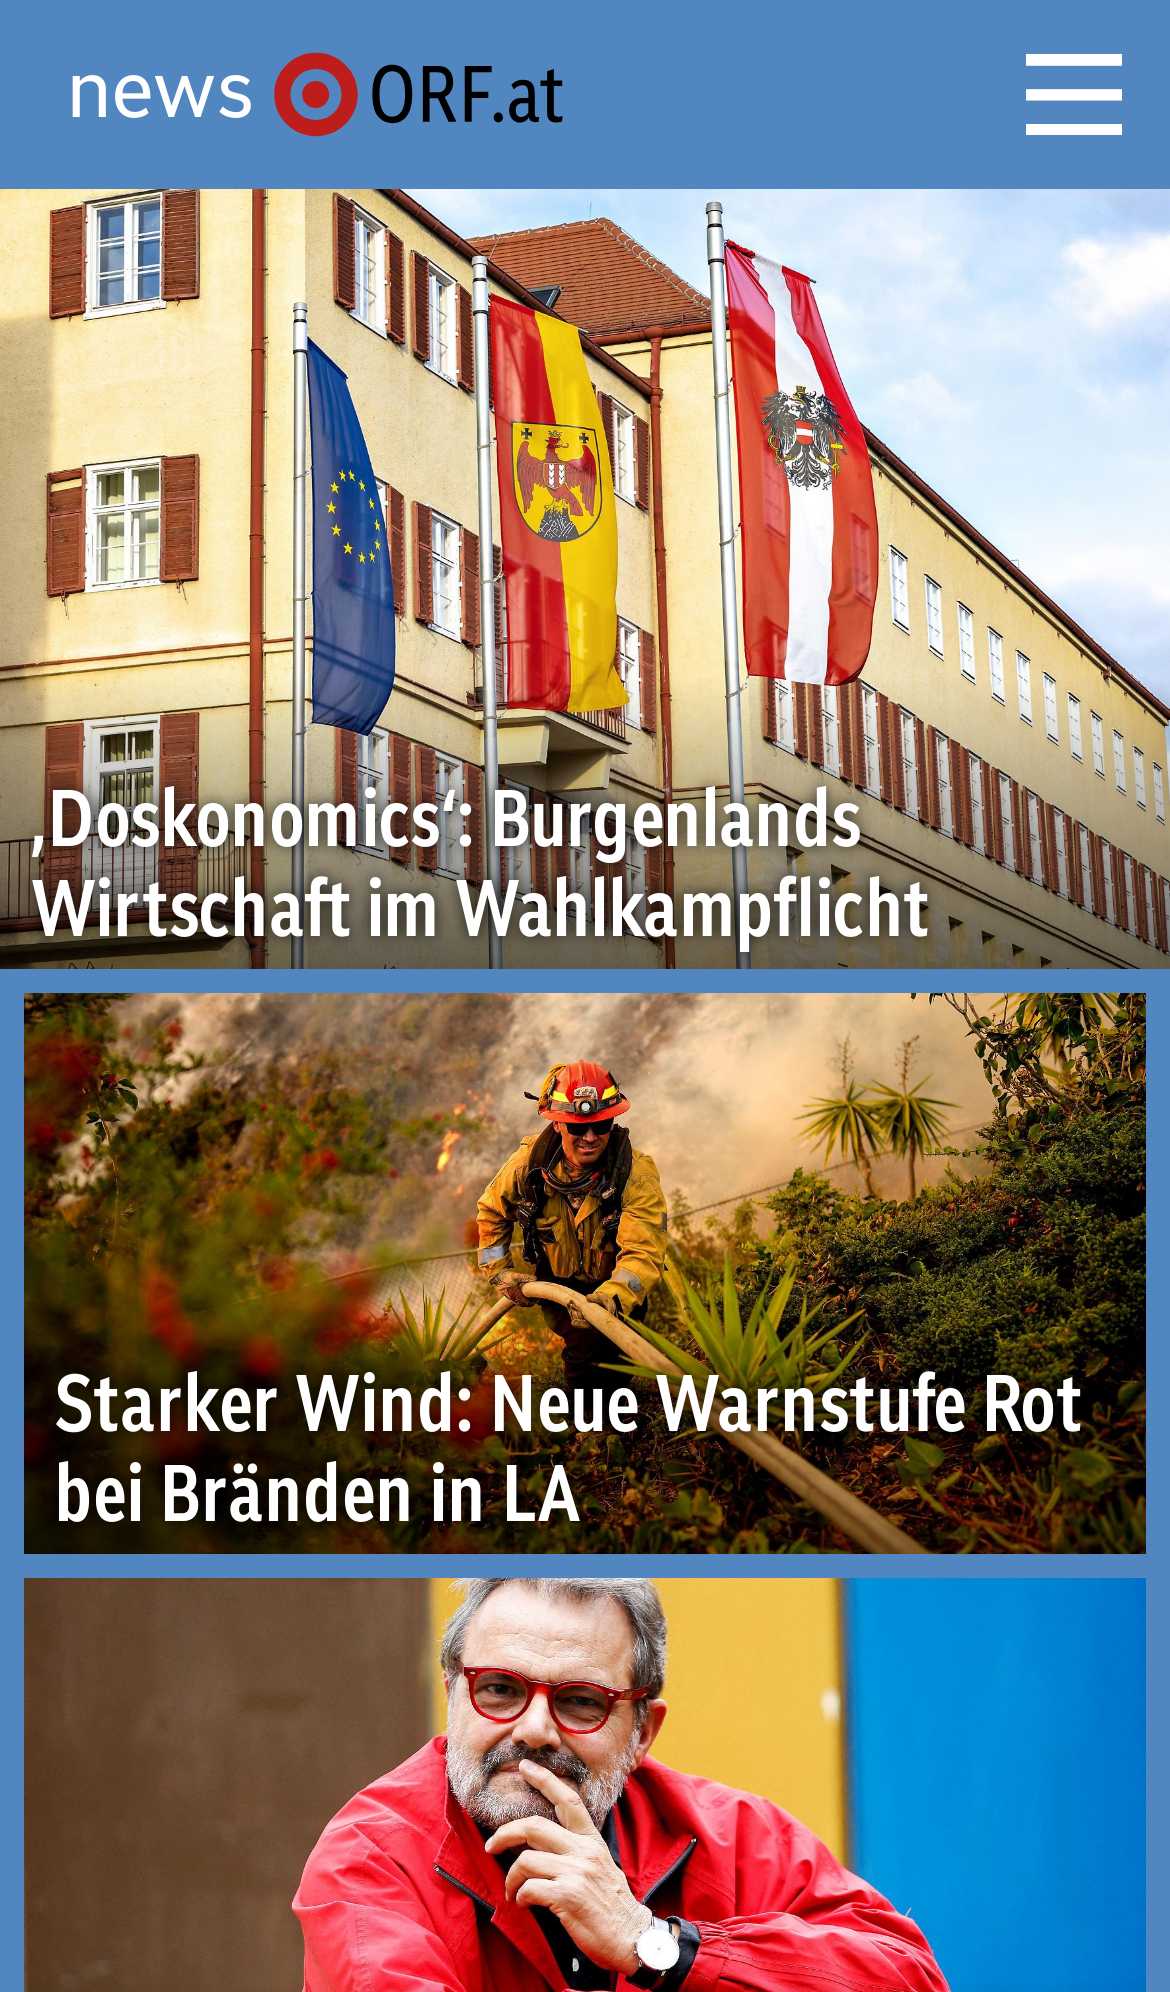 news ORF.at
‚Doskonomics‘: Burgenlands
Wirtschaft im Wahlkampflicht
Starker Wind: Neue Warnstufe Rot
bei Bränden in LA